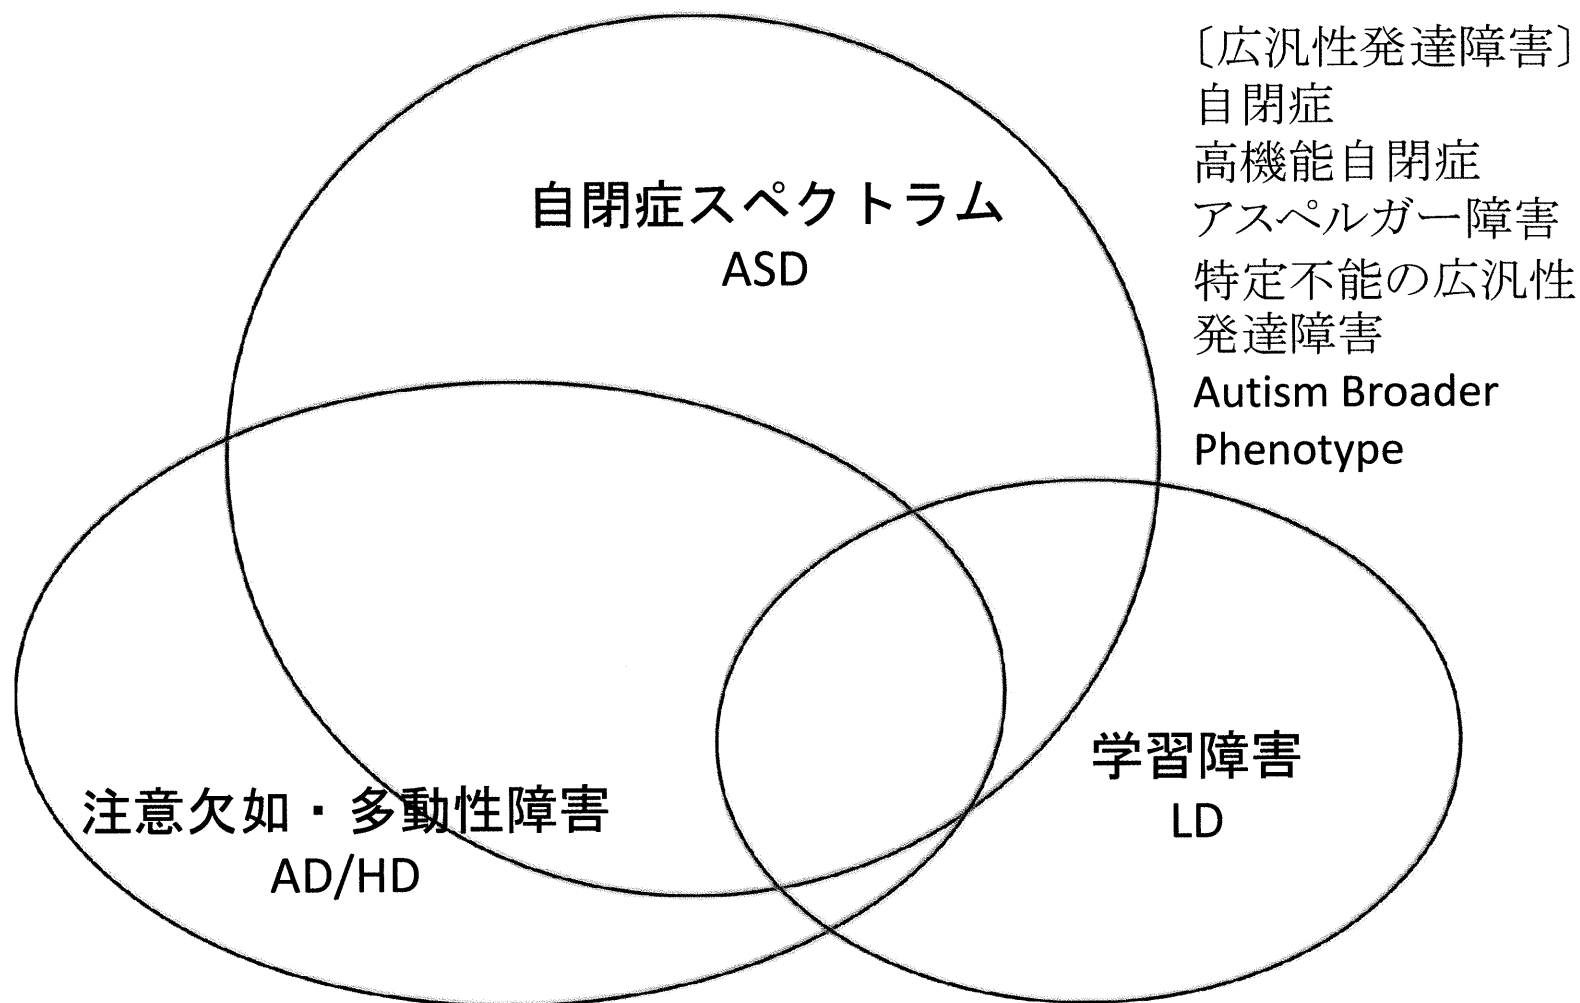 〔広汎性発達障害〕
自閉症
高機能自閉症
アスペルガー障害
特定不能の広汎性
発達障害
Autism Broader
Phenotype
自閉症スペクトラム
ASD
学習障害
LD
注意欠如・多動性障害
AD/HD